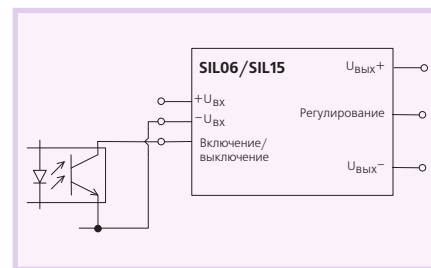 SIL06/SIL15
Uвых+
+Uвх
−Uвх
Регулирование
Включение/
выключение
Uвых−